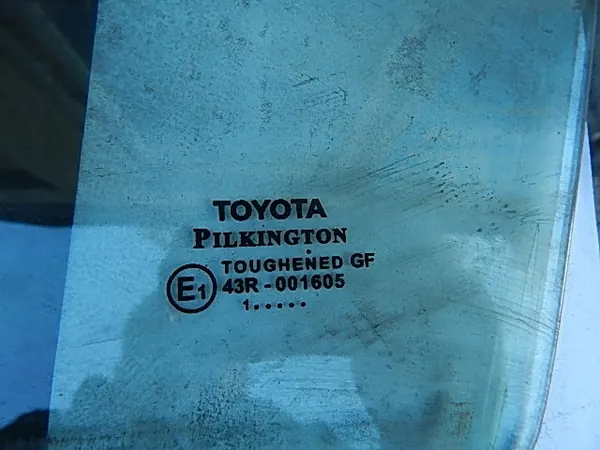 TOYOTA
PILKINGTON
TOUGHENED GF
E1 43R-001605
1.....